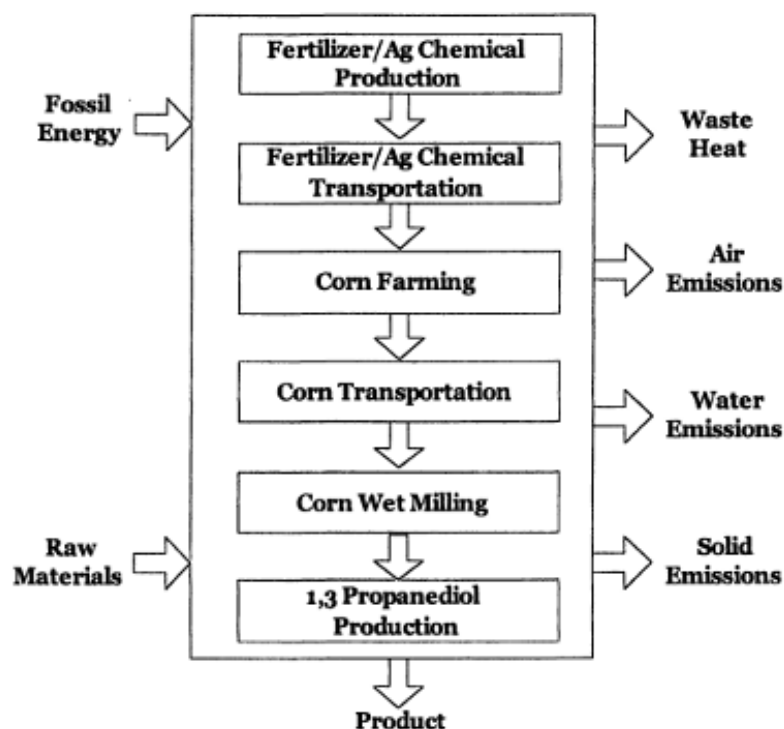 Fertilizer/Ag Chemical
Production
Fossil
Energy
Waste
Heat
Fertilizer/Ag Chemical
Transportation
Air
Emissions
Corn Farming
Corn Transportation
Water
Emissions
Corn Wet Milling
Raw
Materials
Solid
Emissions
1,3 Propanediol
Production
Product